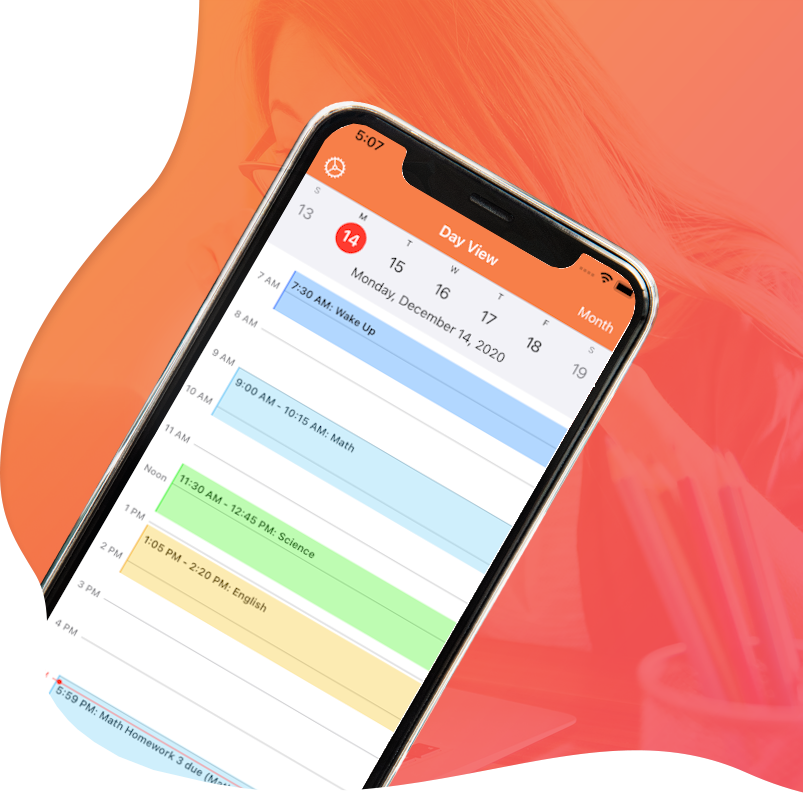 5:07
Day View
Month
S M T W T F S
13 14 15 16 17 18 19
Monday, December 14, 2020
7 AM
7:30 AM: Wake Up
8 AM
9 AM
9:00 AM - 10:15 AM: Math
10 AM
11 AM
11:30 AM - 12:45 PM: Science
Noon
1 PM
1:05 PM - 2:20 PM: English
2 PM
3 PM
4 PM
5:59 PM: Math Homework 3 due (Mat